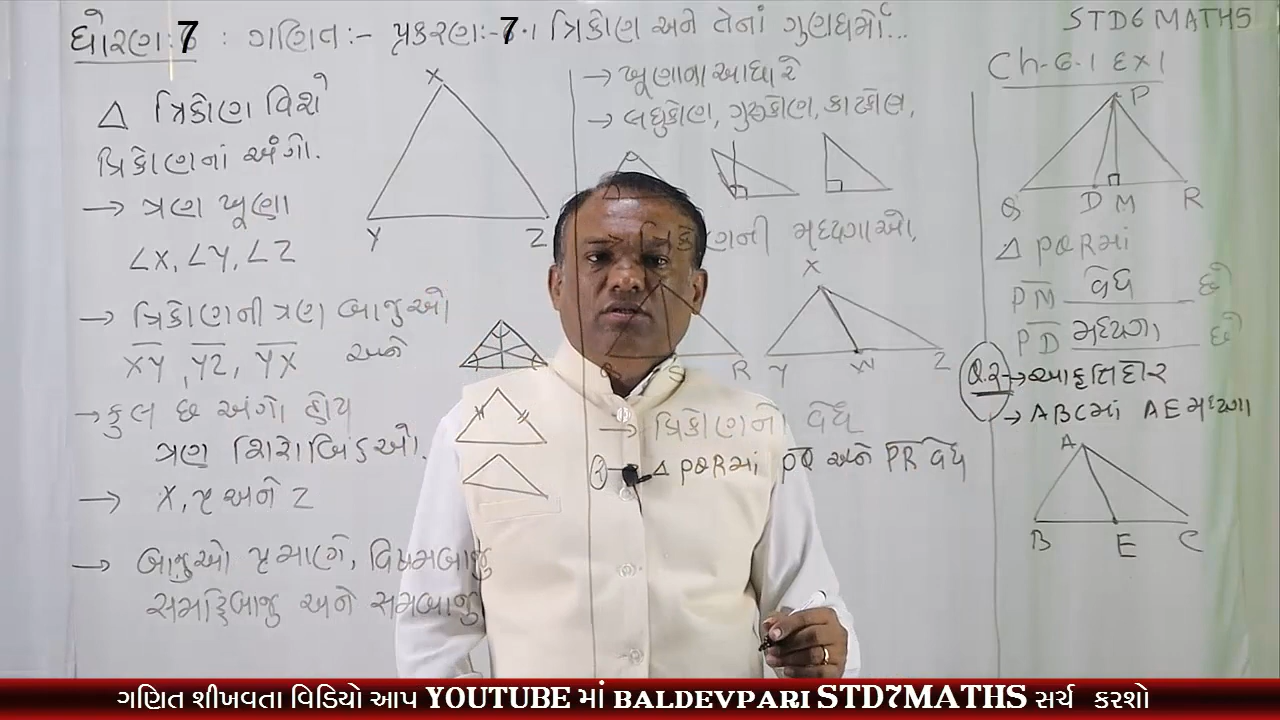 ધોરણ:7 : ગણિત:- પ્રકરણ:-7.1 ત્રિકોણ અને તેનાં ગુણધર્મો...
STD6 MATHS
Ch-6.1 EX1
△ ત્રિકોણ વિશે
ત્રિકોણનાં અંગો.
→ ત્રણ ખૂણા
∠X, ∠Y, ∠Z
→ ત્રિકોણની ત્રણ બાજુઓ
XY, YZ, YX અને
→ કુલ છ અંગો હોય
ત્રણ શિરોબિંદુઓ.
→ X, Y અને Z
→ બાજુઓ પ્રમાણે, વિષમબાજુ
સમદ્વિબાજુ અને સમબાજુ
X
Y Z
→ ખૂણાના આધારે
→ લઘુકોણ, ગુરુકોણ, કાટકોણ,
મધ્યગાઓ,
X
R Y W Z
→ ત્રિકોણનો વેધ
△ PQRમાં PQ અને PR વેધ
P
Q D M R
△ PQRમાં
PM વેધ છે
PD મધ્યગા છે
Q.2 → આકૃતિ દોર
→ ABCમાં AE મધ્યગા
A
B E C
ગણિત શીખવતા વિડિયો આપ YOUTUBE માં BALDEVPARI STD7MATHS સર્ચ કરશો